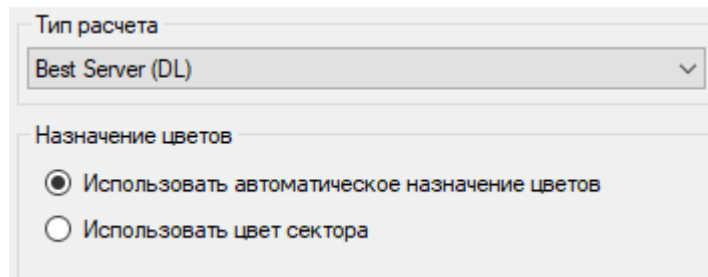 Тип расчета
Best Server (DL)
Назначение цветов
Использовать автоматическое назначение цветов
Использовать цвет сектора